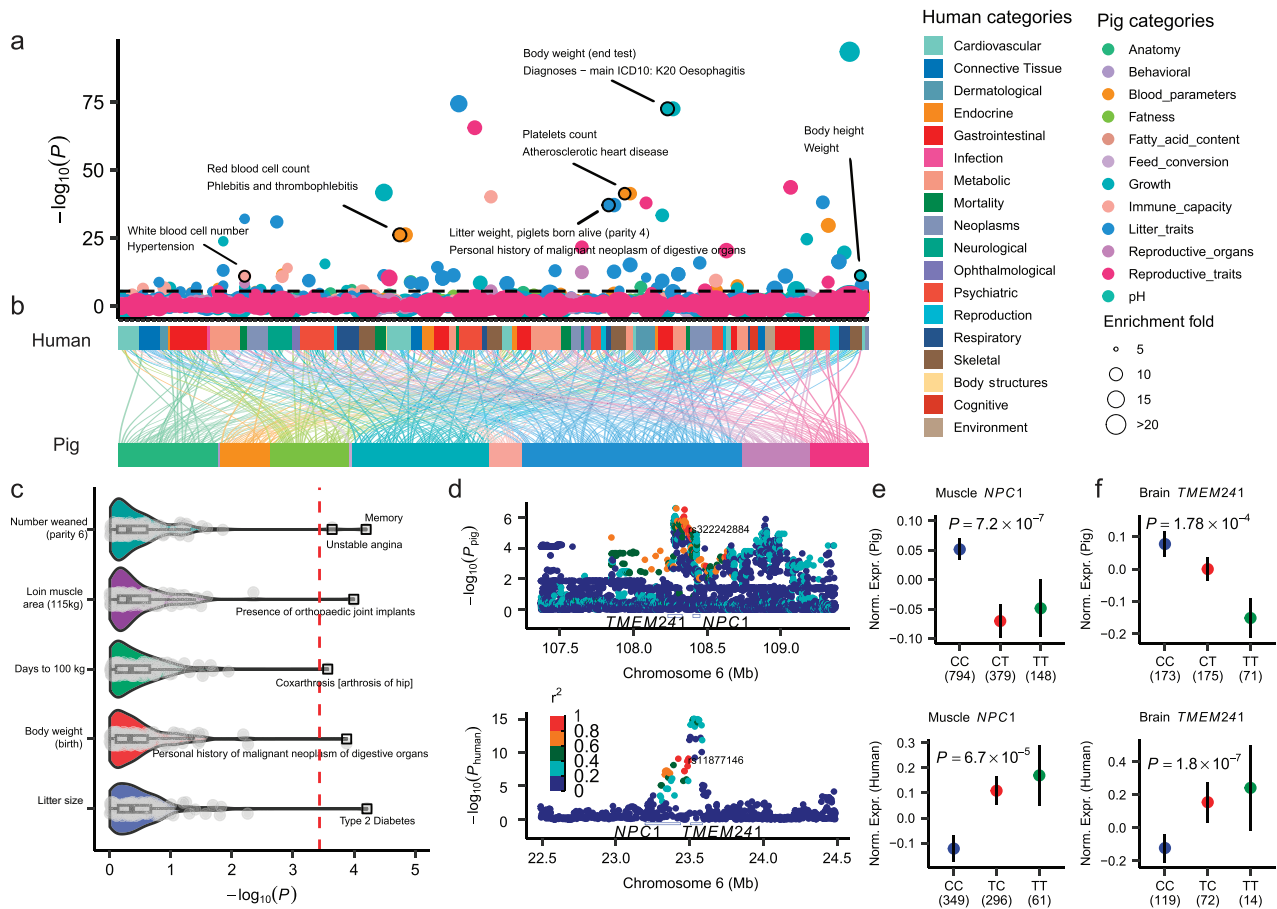 a
−log10(P)
75
50
25
0
Body weight (end test)
Diagnoses − main ICD10: K20 Oesophagitis
Platelets count
Atherosclerotic heart disease
Body height
Weight
Red blood cell count
Phlebitis and thrombophlebitis
White blood cell number
Hypertension
Litter weight, piglets born alive (parity 4)
Personal history of malignant neoplasm of digestive organs
b
Human
Pig
Human categories
Cardiovascular
Connective Tissue
Dermatological
Endocrine
Gastrointestinal
Infection
Metabolic
Mortality
Neoplasms
Neurological
Ophthalmological
Psychiatric
Reproduction
Respiratory
Skeletal
Body structures
Cognitive
Environment
Pig categories
Anatomy
Behavioral
Blood_parameters
Fatness
Fatty_acid_content
Feed_conversion
Growth
Immune_capacity
Litter_traits
Reproductive_organs
Reproductive_traits
pH
Enrichment fold
5
10
15
>20
c
Number weaned
(parity 6)
Memory
Unstable angina
Loin muscle
area (115kg)
Presence of orthopaedic joint implants
Days to 100 kg
Coxarthrosis [arthrosis of hip]
Body weight
(birth)
Personal history of malignant neoplasm of digestive organs
Litter size
Type 2 Diabetes
0 1 2 3 4 5
−log10(P)
d
−log10(Ppig)
6
4
2
0
rs322242884
TMEM241 NPC1
107.5 108.0 108.5 109.0
Chromosome 6 (Mb)
−log10(Phuman)
15
10
5
0
r2
1
0.8
0.6
0.4
0.2
0
rs11877146
NPC1 TMEM241
22.5 23.0 23.5 24.0 24.5
Chromosome 6 (Mb)
e
Muscle NPC1
P = 7.2 × 10−7
Norm. Expr. (Pig)
0.10
0.05
0.00
−0.05
−0.10
CC CT TT
(794) (379) (148)
Muscle NPC1
P = 6.7 × 10−5
Norm. Expr. (Human)
0.3
0.2
0.1
0.0
−0.1
CC TC TT
(349) (296) (61)
f
Brain TMEM241
P = 1.78 × 10−4
Norm. Expr. (Pig)
0.1
0.0
−0.1
−0.2
CC CT TT
(173) (175) (71)
Brain TMEM241
P = 1.8 × 10−7
Norm. Expr. (Human)
0.4
0.2
0.0
−0.2
CC TC TT
(119) (72) (14)